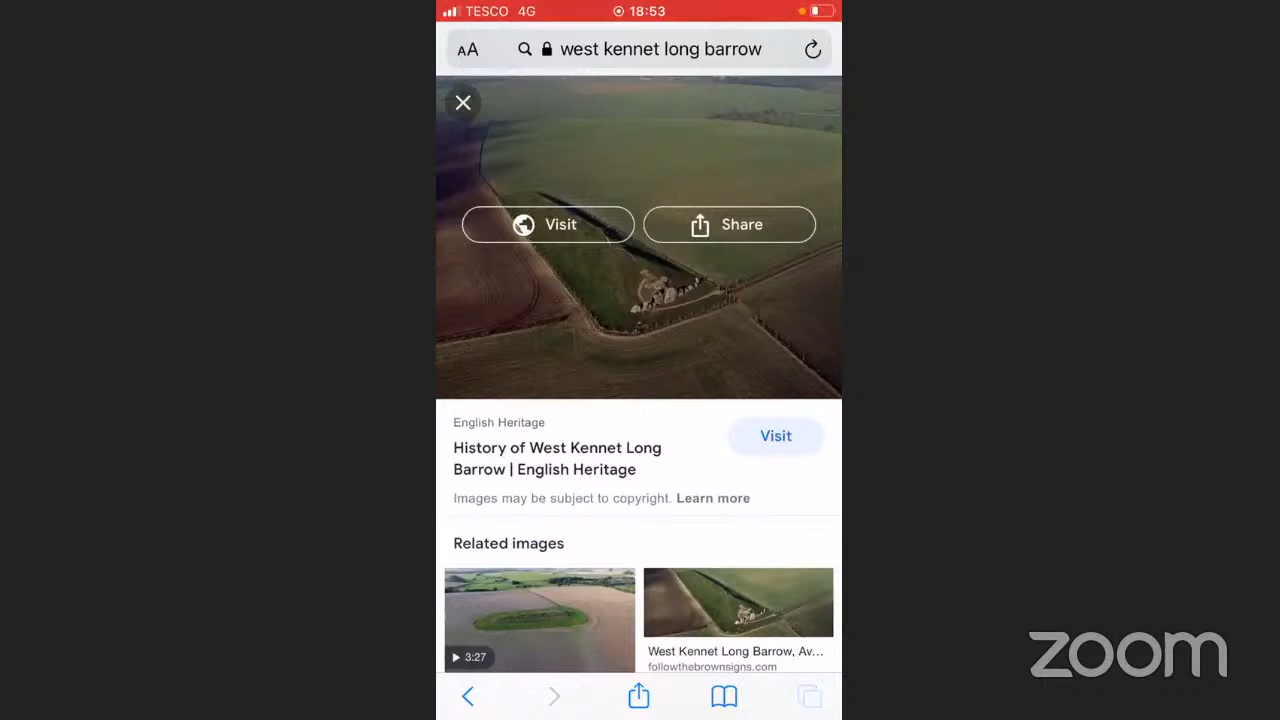 TESCO 4G 18:53
AA west kennet long barrow
Visit Share
English Heritage
History of West Kennet Long
Barrow | English Heritage
Visit
Images may be subject to copyright. Learn more
Related images
3:27
West Kennet Long Barrow, Av...
followthebrownsigns.com
zoom